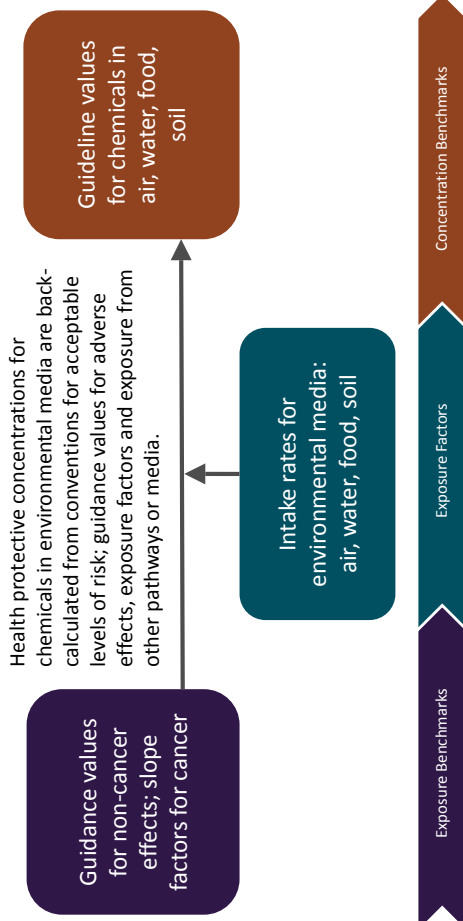 Guidance values
for non-cancer
effects; slope
factors for cancer
Health protective concentrations for
chemicals in environmental media are back-
calculated from conventions for acceptable
levels of risk; guidance values for adverse
effects, exposure factors and exposure from
other pathways or media.
Guideline values
for chemicals in
air, water, food,
soil
Intake rates for
environmental media:
air, water, food, soil
Exposure Benchmarks
Exposure Factors
Concentration Benchmarks